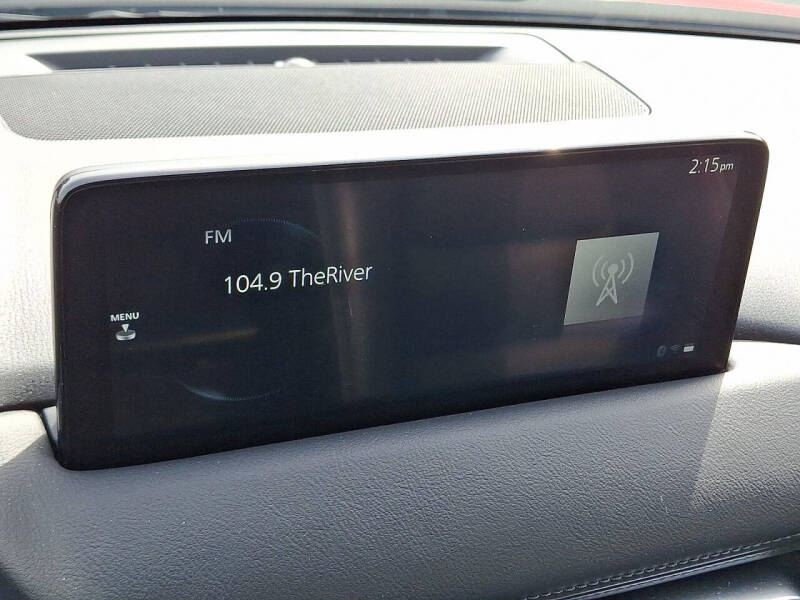 2:15pm
FM
104.9 TheRiver
MENU